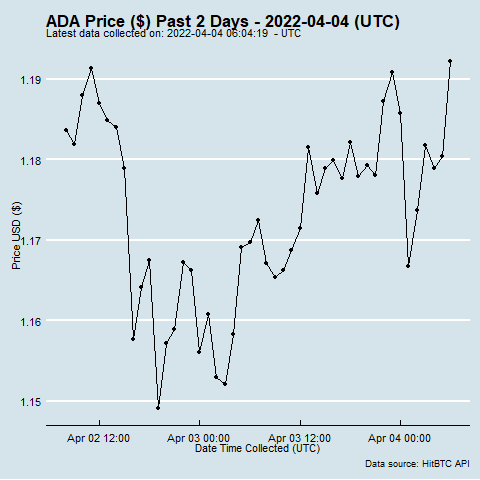 ADA Price ($) Past 2 Days - 2022-04-04 (UTC)
Latest data collected on: 2022-04-04 06:04:19 - UTC
1.19
1.18
1.17
1.16
1.15
Price USD ($)
Apr 02 12:00 Apr 03 00:00 Apr 03 12:00 Apr 04 00:00
Date Time Collected (UTC)
Data source: HitBTC API